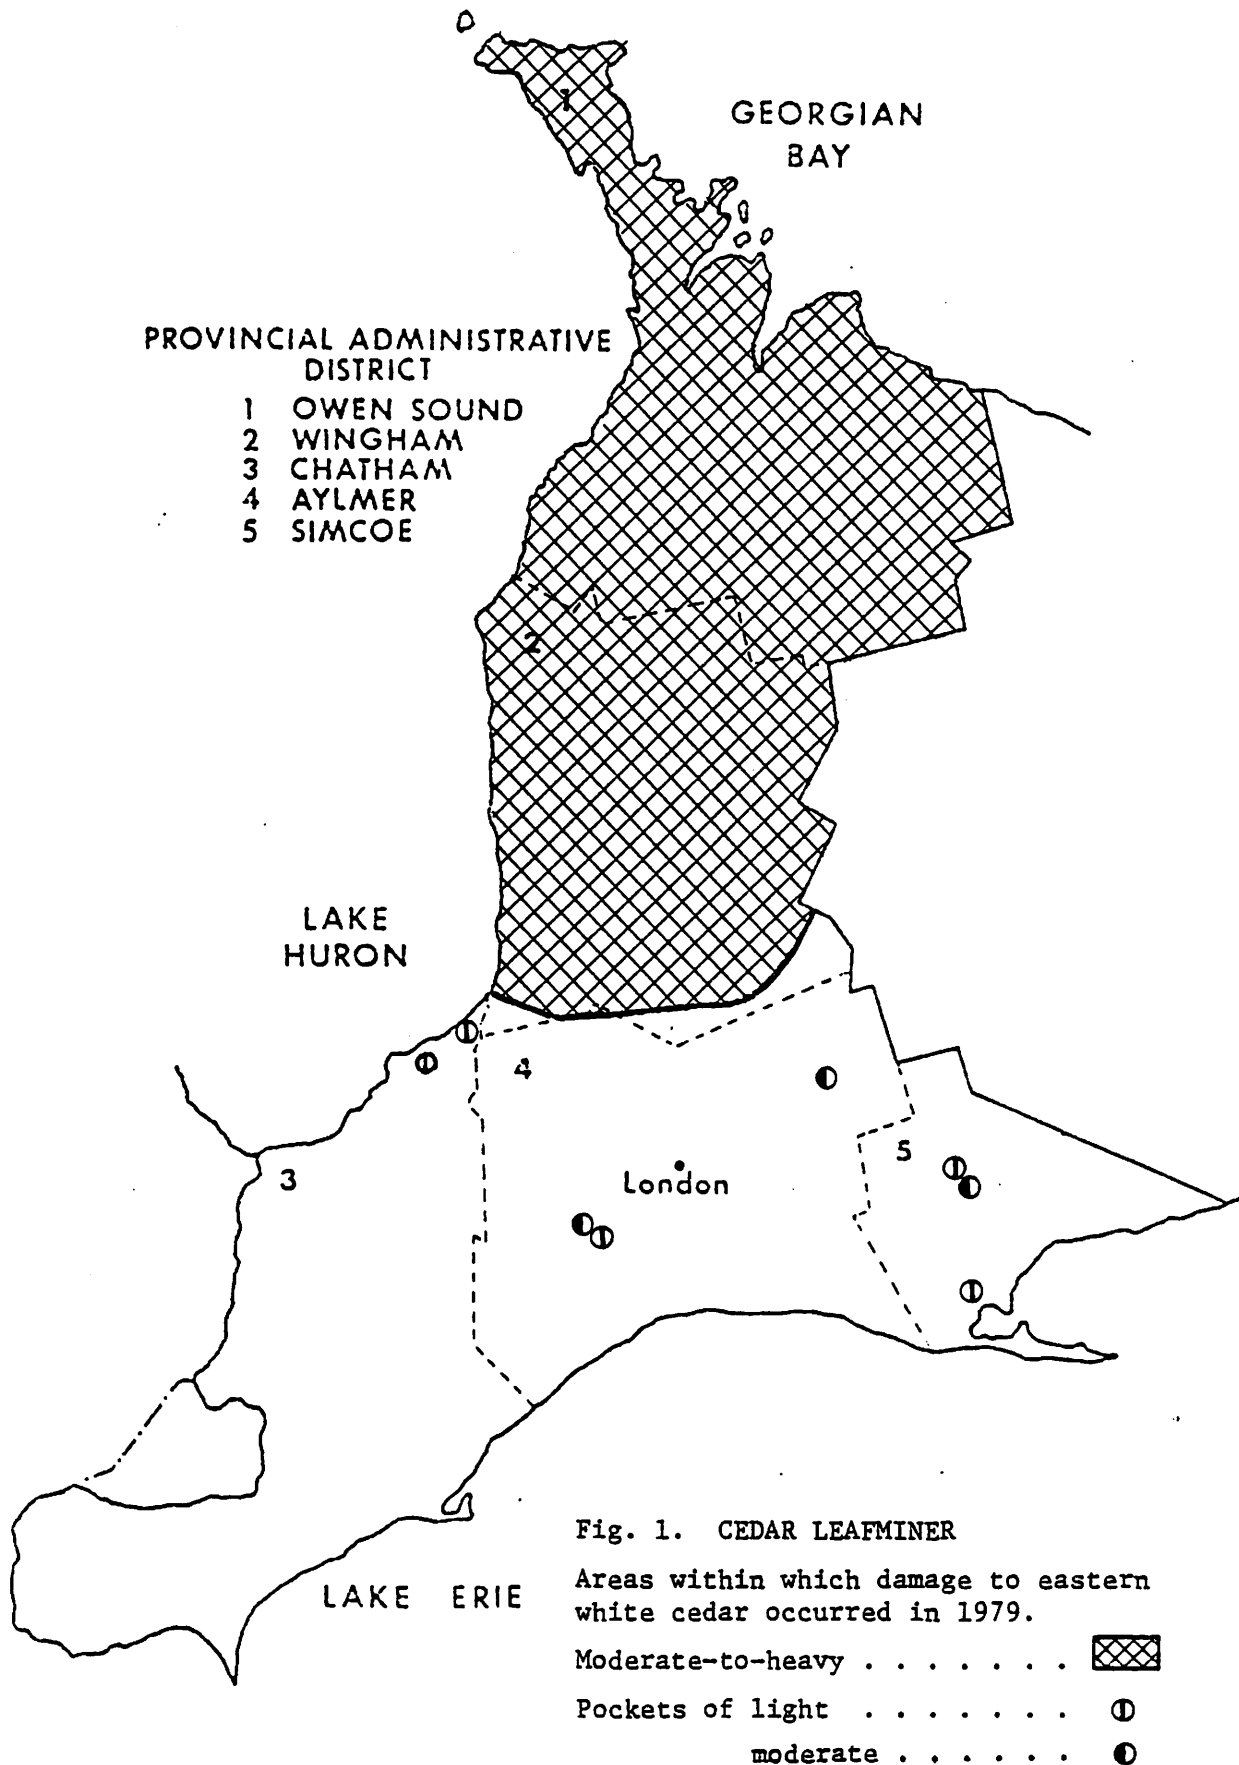 GEORGIAN
BAY
1
PROVINCIAL ADMINISTRATIVE
DISTRICT
1 OWEN SOUND
2 WINGHAM
3 CHATHAM
4 AYLMER
5 SIMCOE
2
LAKE
HURON
4
5
3
London
LAKE ERIE
Fig. 1. CEDAR LEAFMINER
Areas within which damage to eastern
white cedar occurred in 1979.
Moderate-to-heavy . . . . . . .
Pockets of light . . . . . . .
moderate . . . . . .